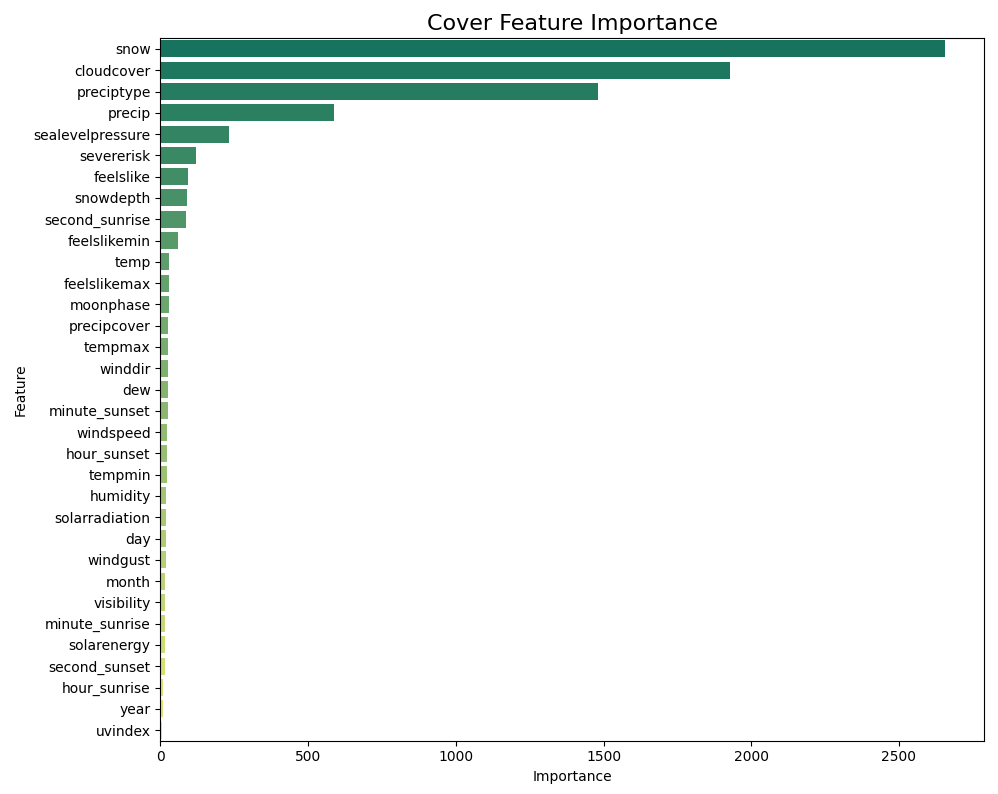 Cover Feature Importance
snow
cloudcover
preciptype
precip
sealevelpressure
severerisk
feelslike
snowdepth
second_sunrise
feelslikemin
temp
feelslikemax
moonphase
precipcover
tempmax
winddir
dew
minute_sunset
windspeed
hour_sunset
tempmin
humidity
solarradiation
day
windgust
month
visibility
minute_sunrise
solarenergy
second_sunset
hour_sunrise
year
uvindex
Feature
0 500 1000 1500 2000 2500
Importance